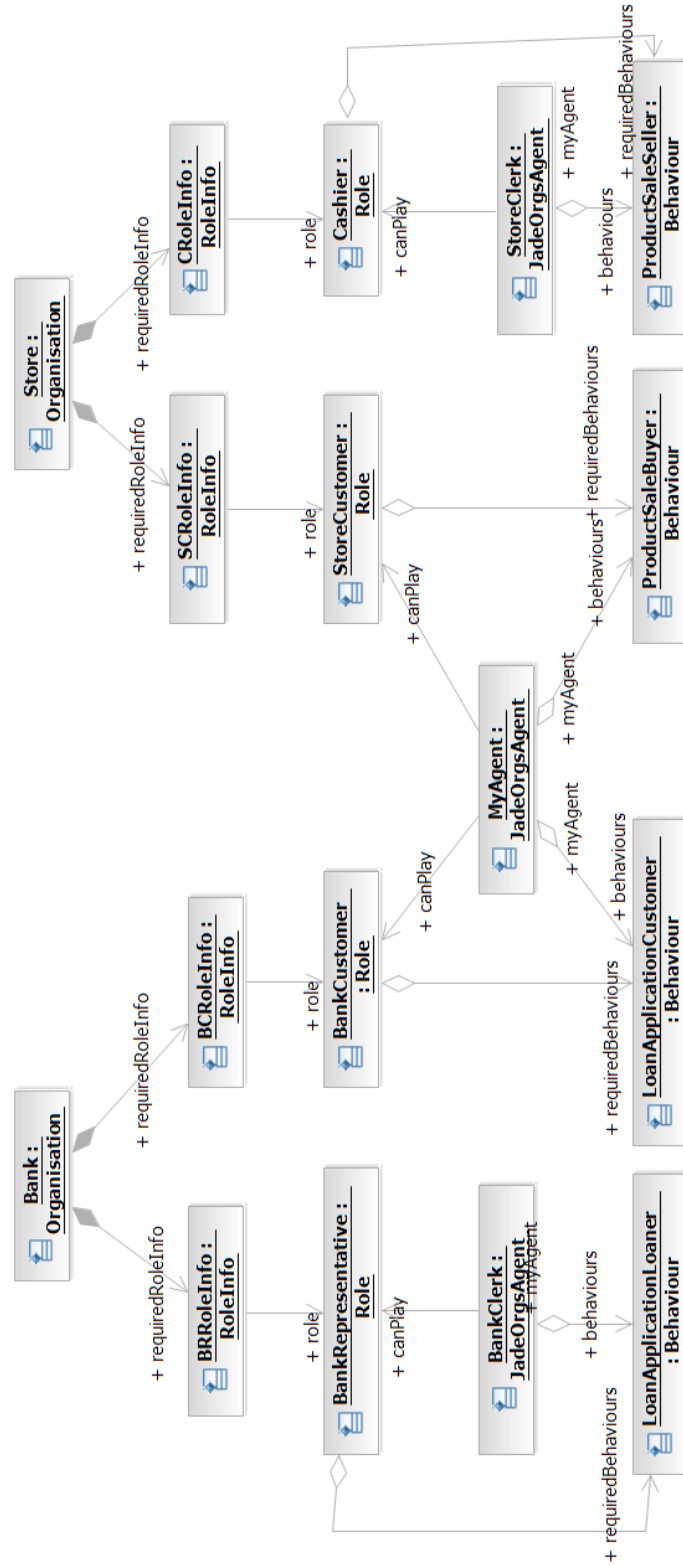 Bank :
Organisation
Store :
Organisation
+ requiredRoleInfo
+ requiredRoleInfo
+ requiredRoleInfo
+ requiredRoleInfo
BRRoleInfo :
RoleInfo
BCRoleInfo :
RoleInfo
SCRoleInfo :
RoleInfo
CRoleInfo :
RoleInfo
+ role
+ role
+ role
+ role
BankRepresentative :
Role
BankCustomer
: Role
StoreCustomer :
Role
Cashier :
Role
+ canPlay
+ canPlay
+ canPlay
+ canPlay
BankClerk :
JadeOrgsAgent
MyAgent :
JadeOrgsAgent
StoreClerk :
JadeOrgsAgent
+ myAgent
+ myAgent
+ myAgent
+ myAgent
+ requiredBehaviours
+ behaviours
+ requiredBehaviours
+ behaviours
+ behaviours
+ requiredBehaviours
+ behaviours
+ requiredBehaviours
LoanApplicationLoaner
: Behaviour
LoanApplicationCustomer
: Behaviour
ProductSaleBuyer :
Behaviour
ProductSaleSeller :
Behaviour